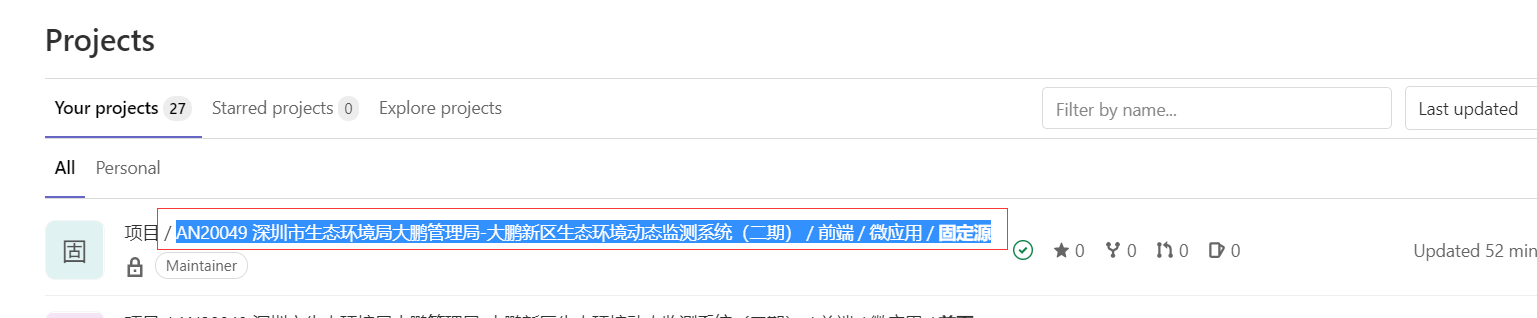 Projects
Your projects 27 Starred projects 0 Explore projects Filter by name... Last updated
All Personal
固 项目 / AN20049 深圳市生态环境局大鹏管理局-大鹏新区生态环境动态监测系统（二期） / 前端 / 微应用 / 固定源
Maintainer 0 0 0 0 Updated 52 min